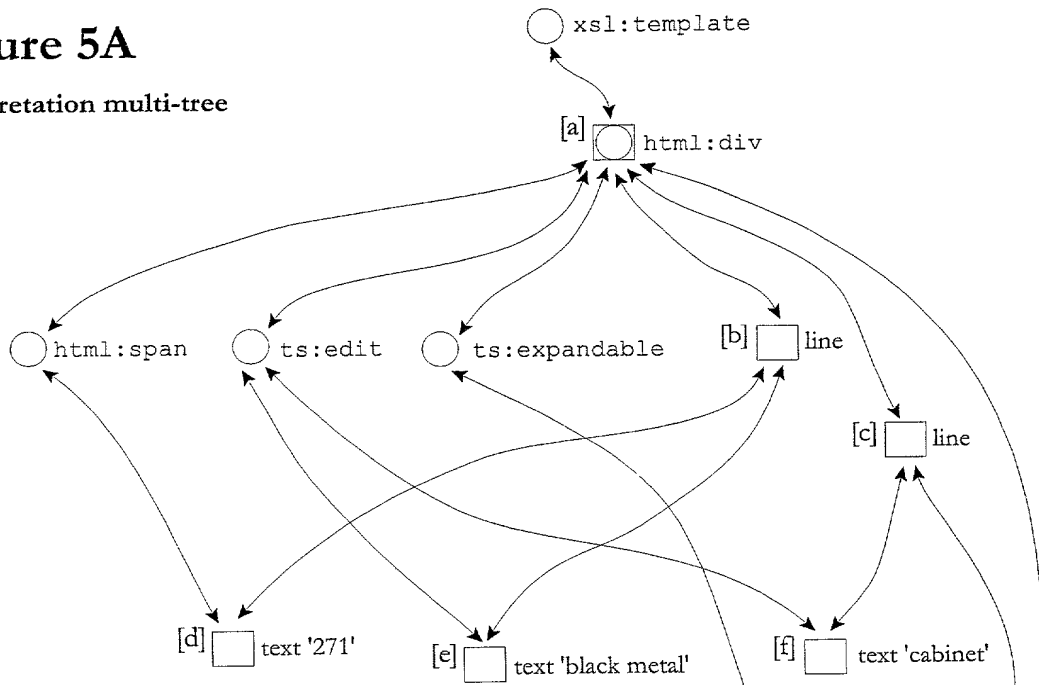 ure 5A
xsl:template
retation multi-tree
[a] html:div
html:span
ts:edit
ts:expandable
[b] line
[c] line
[d] text '271'
[e] text 'black metal'
[f] text 'cabinet'